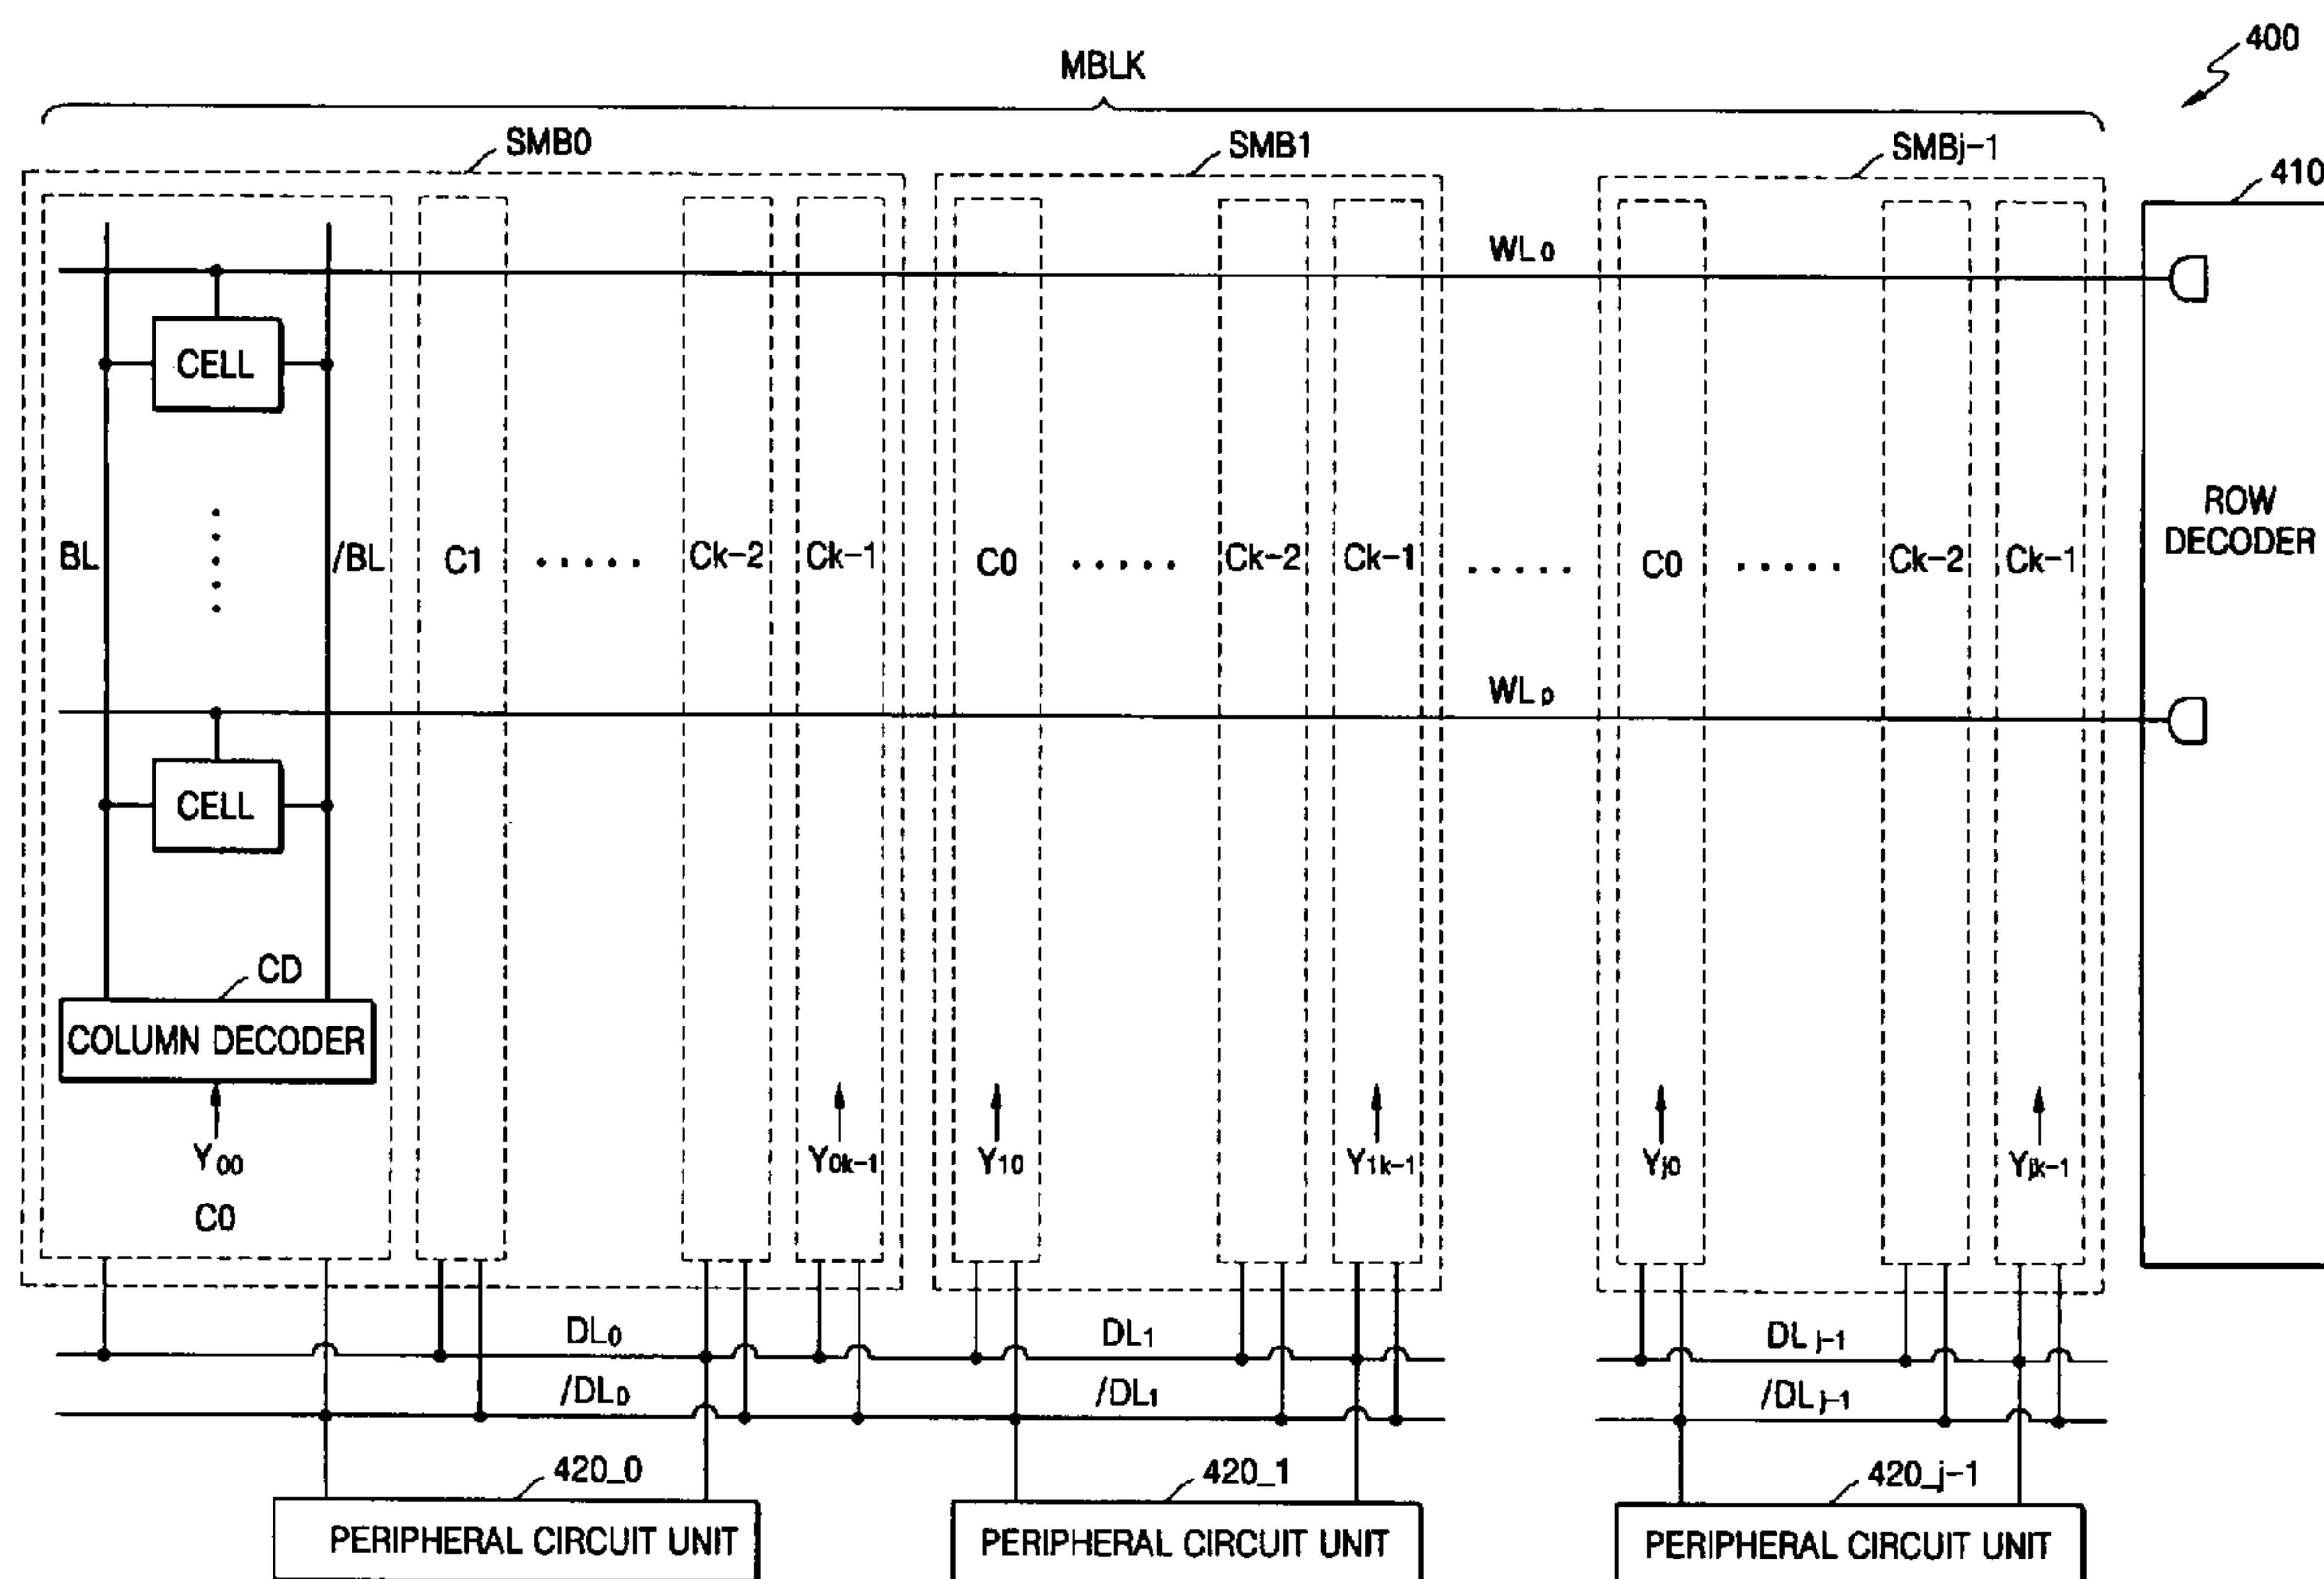 400
MBLK
SMB0
SMB1
SMBj-1
410
WL0
CELL
BL
/BL
C1
.....
Ck-2
Ck-1
C0
.....
Ck-2
Ck-1
.....
C0
.....
Ck-2
Ck-1
ROW
DECODER
WLp
CELL
CD
COLUMN DECODER
Y00
Y0k-1
Y10
Y1k-1
Yj0
Yjk-1
C0
DL0
DL1
DLj-1
/DL0
/DL1
/DLj-1
420_0
420_1
420_j-1
PERIPHERAL CIRCUIT UNIT
PERIPHERAL CIRCUIT UNIT
PERIPHERAL CIRCUIT UNIT